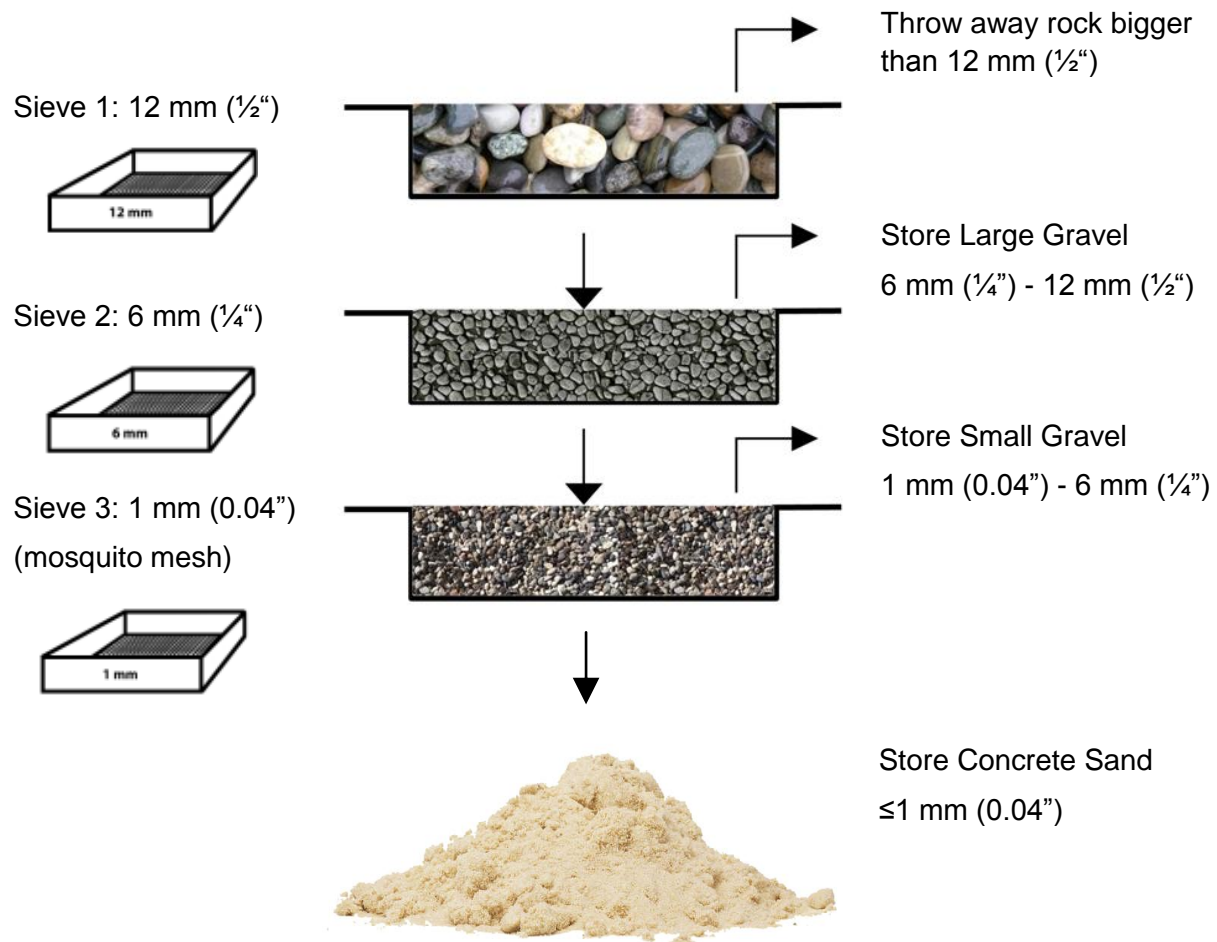 Throw away rock bigger
than 12 mm (½“)
Sieve 1: 12 mm (½“)
12 mm
Store Large Gravel
6 mm (¼”) - 12 mm (½”)
Sieve 2: 6 mm (¼“)
6 mm
Store Small Gravel
1 mm (0.04”) - 6 mm (¼”)
Sieve 3: 1 mm (0.04”)
(mosquito mesh)
1 mm
Store Concrete Sand
≤1 mm (0.04”)